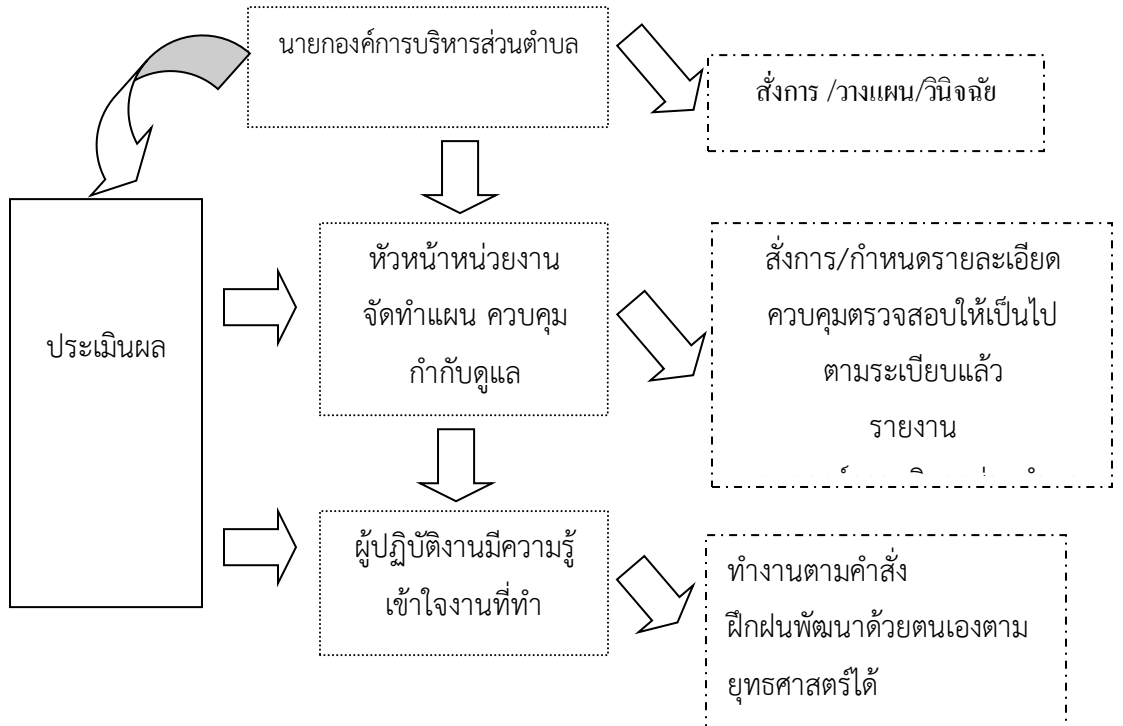 นายกองค์การบริหารส่วนตำบล
สั่งการ /วางแผน/วินิจฉัย
หัวหน้าหน่วยงาน
จัดทำแผน ควบคุม
กำกับดูแล
สั่งการ/กำหนดรายละเอียด
ควบคุมตรวจสอบให้เป็นไป
ตามระเบียบแล้ว
รายงาน
ประเมินผล
ผู้ปฏิบัติงานมีความรู้
เข้าใจงานที่ทำ
ทำงานตามคำสั่ง
ฝึกฝนพัฒนาด้วยตนเองตาม
ยุทธศาสตร์ได้